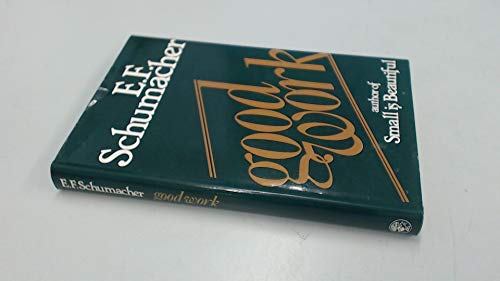 E.F.
Schumacher
good
work
author of
Small is Beautiful
E.F.Schumacher good work